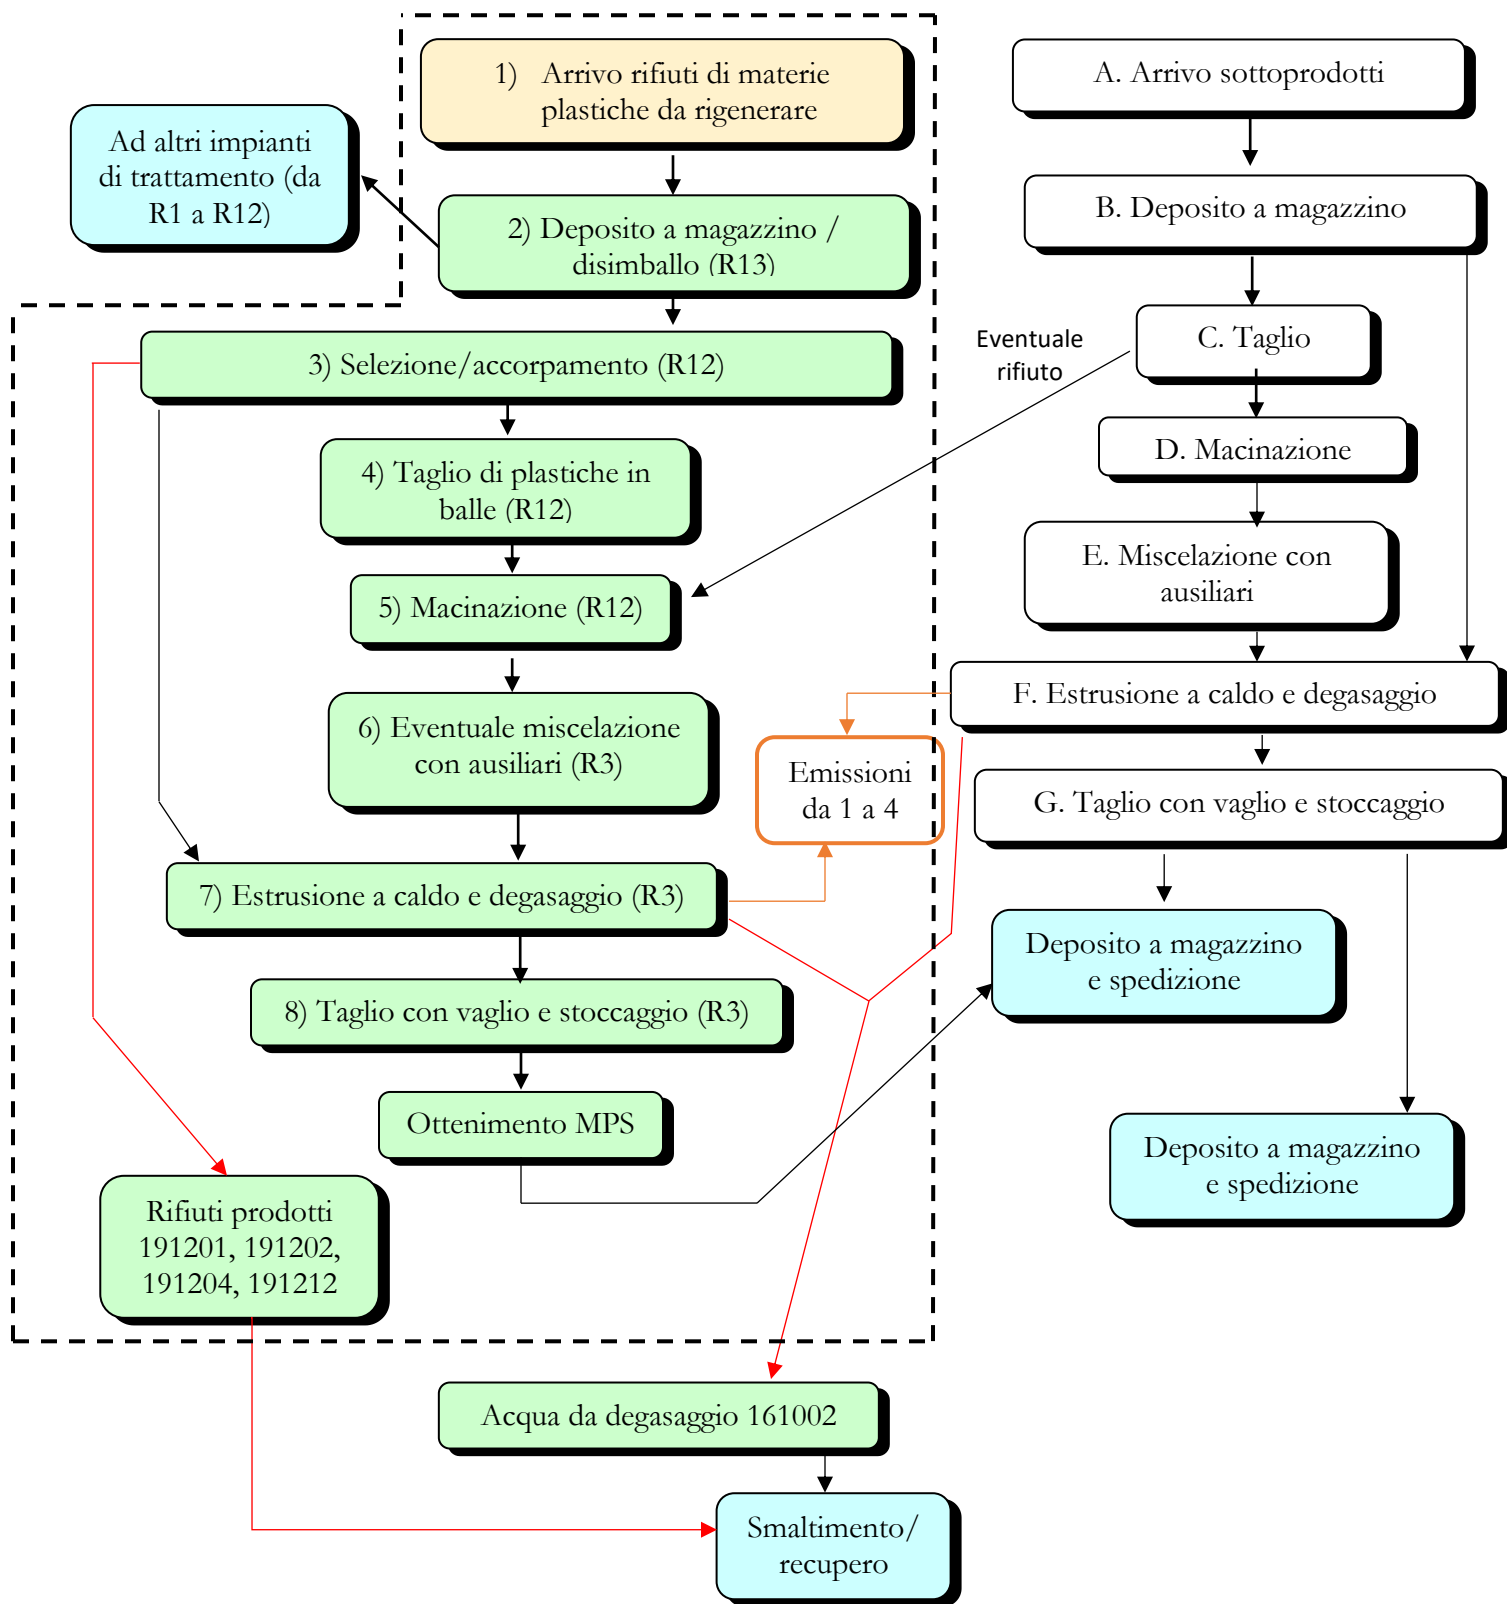 1) Arrivo rifiuti di materie
plastiche da rigenerare
Ad altri impianti
di trattamento (da
R1 a R12)
2) Deposito a magazzino /
disimballo (R13)
3) Selezione/accorpamento (R12)
4) Taglio di plastiche in
balle (R12)
5) Macinazione (R12)
6) Eventuale miscelazione
con ausiliari (R3)
7) Estrusione a caldo e degasaggio (R3)
8) Taglio con vaglio e stoccaggio (R3)
Ottenimento MPS
Rifiuti prodotti
191201, 191202,
191204, 191212
Acqua da degasaggio 161002
Smaltimento/
recupero
Emissioni
da 1 a 4
Eventuale
rifiuto
A. Arrivo sottoprodotti
B. Deposito a magazzino
C. Taglio
D. Macinazione
E. Miscelazione con
ausiliari
F. Estrusione a caldo e degasaggio
G. Taglio con vaglio e stoccaggio
Deposito a magazzino
e spedizione
Deposito a magazzino
e spedizione